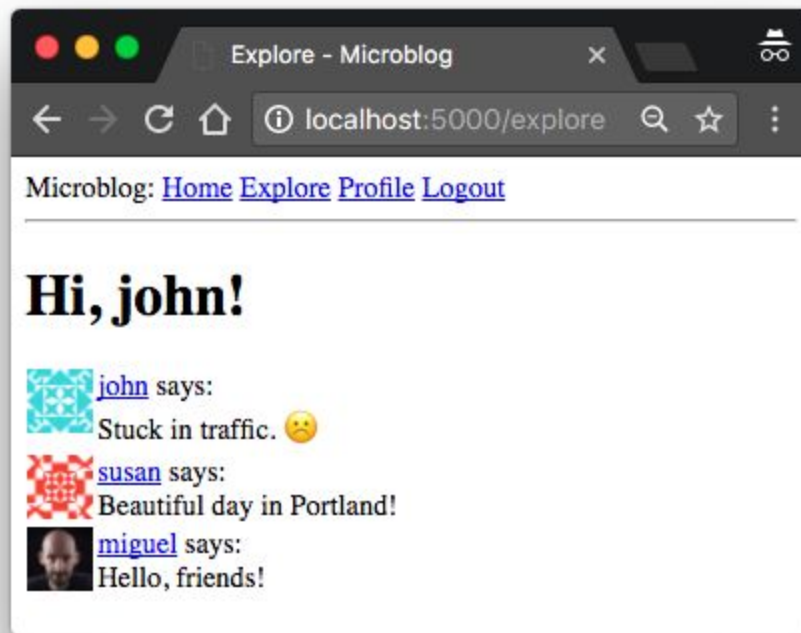 Explore - Microblog
localhost:5000/explore
Microblog: Home Explore Profile Logout
Hi, john!
john says:
Stuck in traffic. ☹️
susan says:
Beautiful day in Portland!
miguel says:
Hello, friends!